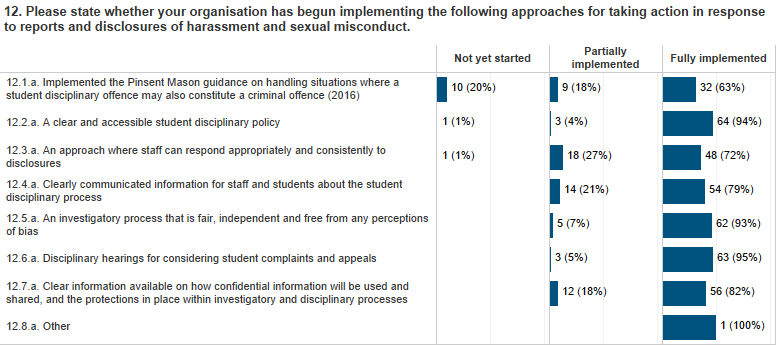 12. Please state whether your organisation has begun implementing the following approaches for taking action in response
to reports and disclosures of harassment and sexual misconduct.
Not yet started
Partially
implemented
Fully implemented
12.1.a. Implemented the Pinsent Mason guidance on handling situations where a
student disciplinary offence may also constitute a criminal offence (2016)
10 (20%)
9 (18%)
32 (63%)
12.2.a. A clear and accessible student disciplinary policy
1 (1%)
3 (4%)
64 (94%)
12.3.a. An approach where staff can respond appropriately and consistently to
disclosures
1 (1%)
18 (27%)
48 (72%)
12.4.a. Clearly communicated information for staff and students about the student
disciplinary process
14 (21%)
54 (79%)
12.5.a. An investigatory process that is fair, independent and free from any perceptions
of bias
5 (7%)
62 (93%)
12.6.a. Disciplinary hearings for considering student complaints and appeals
3 (5%)
63 (95%)
12.7.a. Clear information available on how confidential information will be used and
shared, and the protections in place within investigatory and disciplinary processes
12 (18%)
56 (82%)
12.8.a. Other
1 (100%)